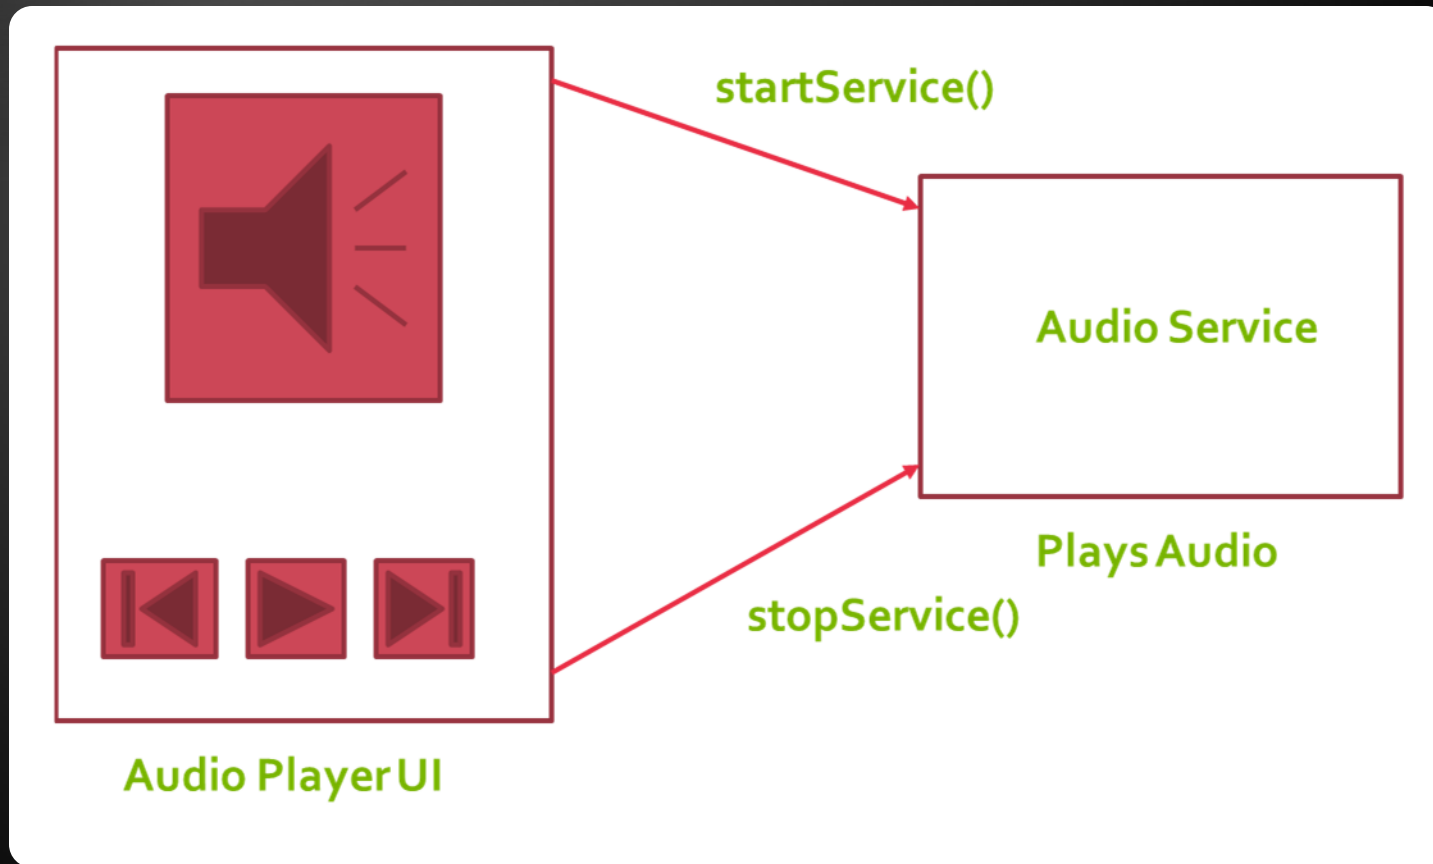 startService()
Audio Service
Plays Audio
stopService()
Audio Player UI